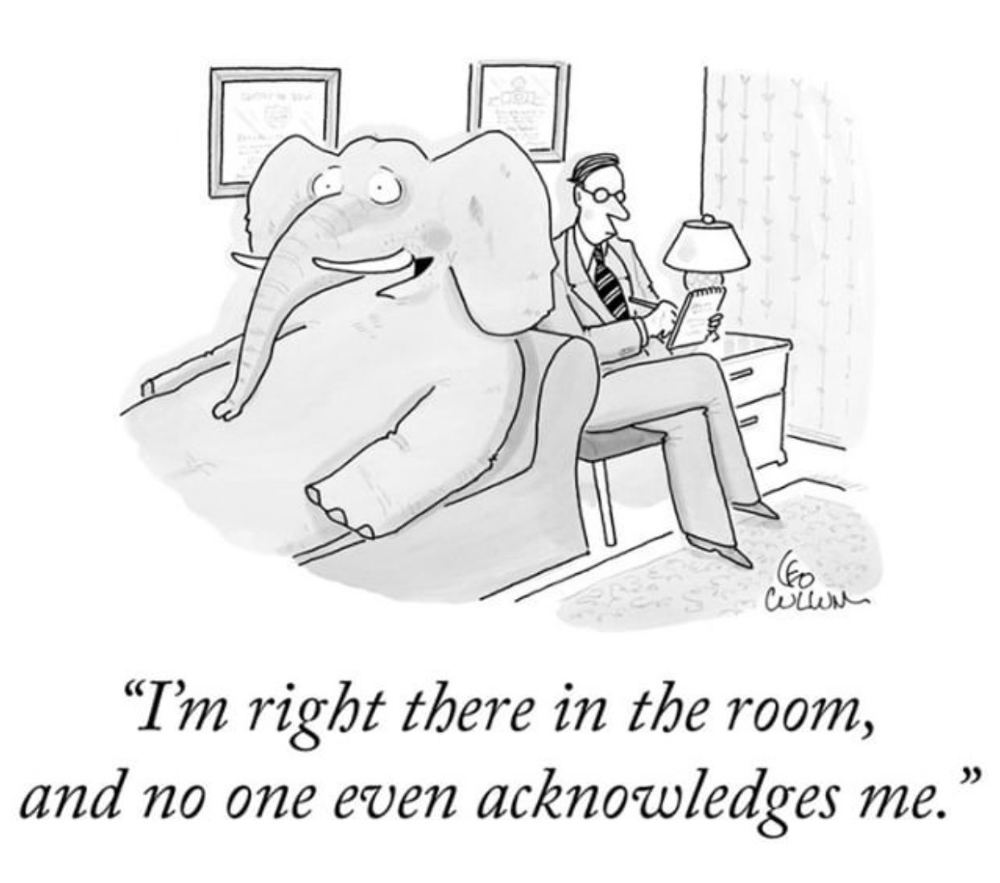 LEO
CULLUM
“I’m right there in the room,
and no one even acknowledges me.”